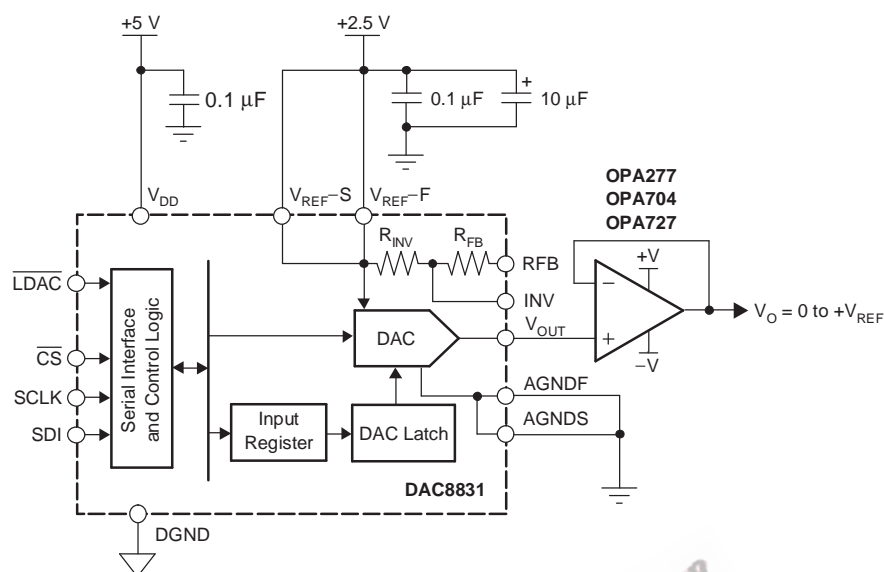 +5 V
+2.5 V
0.1 μF
0.1 μF
+
10 μF
OPA277
OPA704
OPA727
V_DD
V_REF−S
V_REF−F
R_INV
R_FB
RFB
INV
V_OUT
LDAC
CS
SCLK
SDI
Serial Interface
and Control Logic
DAC
Input
Register
DAC Latch
AGNDF
AGNDS
DAC8831
DGND
+V
−
+
−V
V_O = 0 to +V_REF